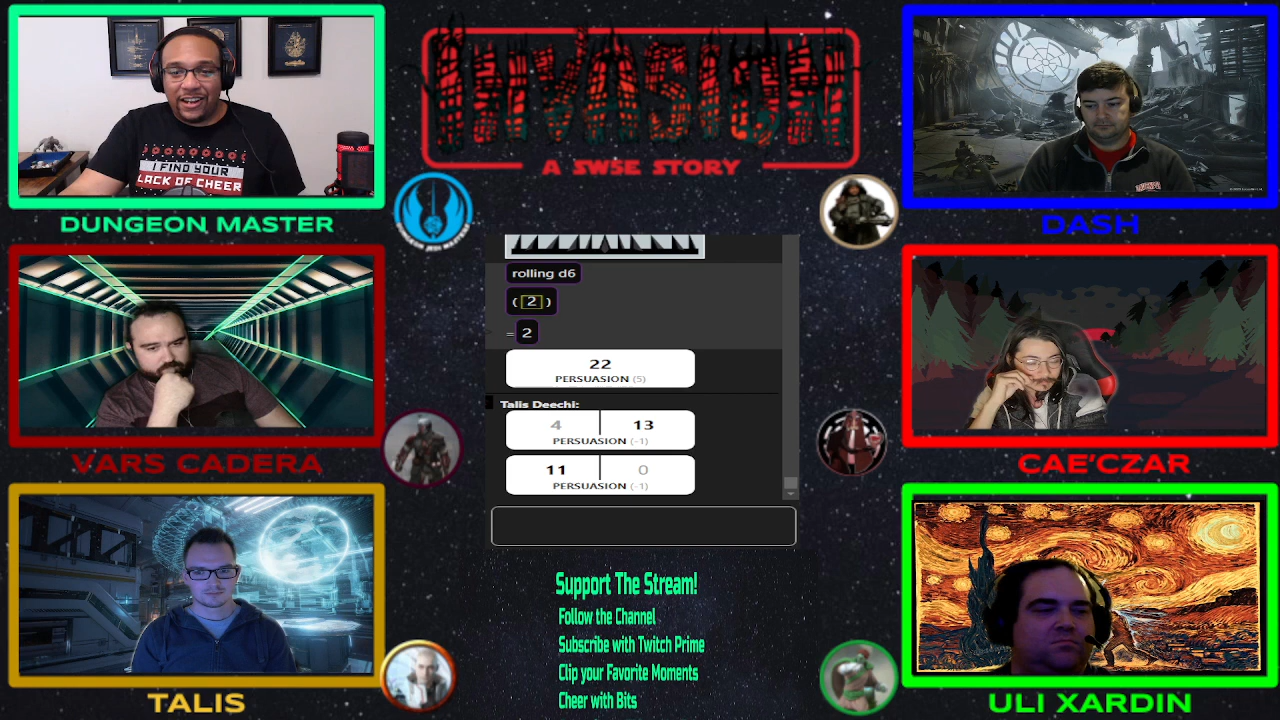 INVASION
A SWSE STORY
I FIND YOUR
LACK OF CHEER
DUNGEON MASTER
DASH
rolling d6
([2])
= 2
22
PERSUASION (5)
Talis Deechi:
4 | 13
PERSUASION (-1)
11 | 0
PERSUASION (-1)
VARS CADERA
CAE'CZAR
Support The Stream!
Follow the Channel
Subscribe with Twitch Prime
Clip your Favorite Moments
Cheer with Bits
TALIS
ULI XARDIN